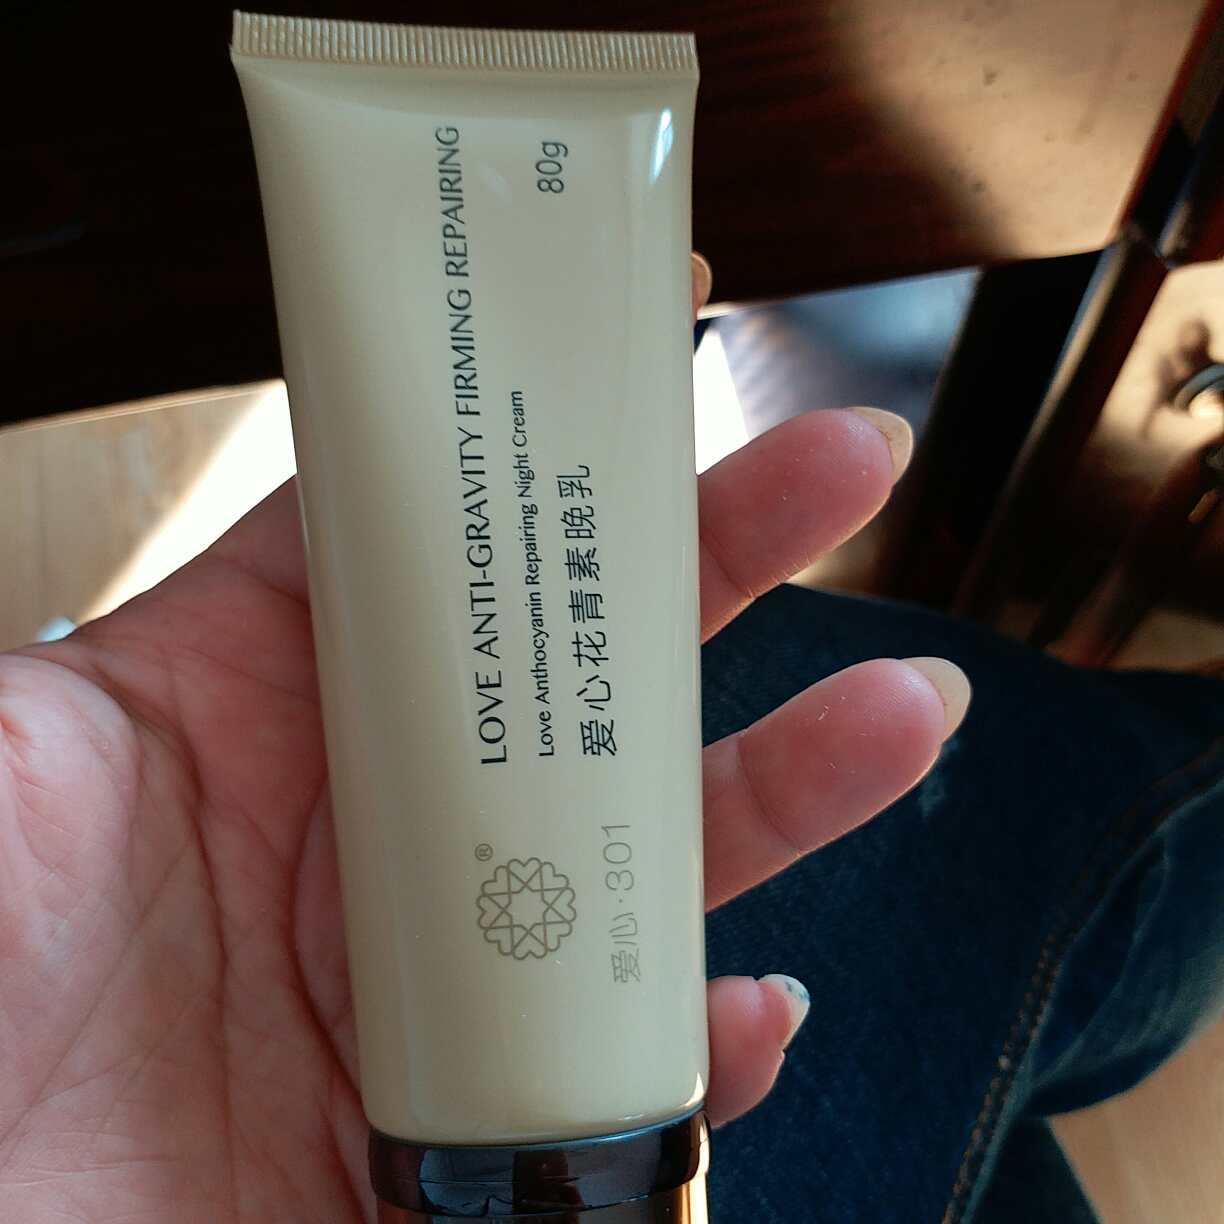 LOVE ANTI-GRAVITY FIRMING REPAIRING
Love Anthocyanin Repairing Night Cream
80g
爱心花青素晚乳
®
爱心·301